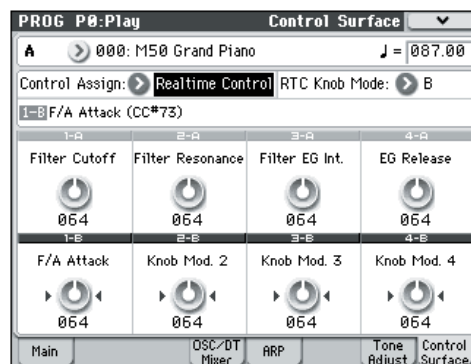 PROG P0:Play Control Surface
A 000: M50 Grand Piano ♩= 087.00
Control Assign: Realtime Control RTC Knob Mode: B
1-B F/A Attack (CC#73)
1-A 2-A 3-A 4-A
Filter Cutoff Filter Resonance Filter EG Int. EG Release
064 064 064 064
1-B 2-B 3-B 4-B
F/A Attack Knob Mod. 2 Knob Mod. 3 Knob Mod. 4
064 064 064 064
Main OSC/DT Mixer ARP Tone Adjust Control Surface